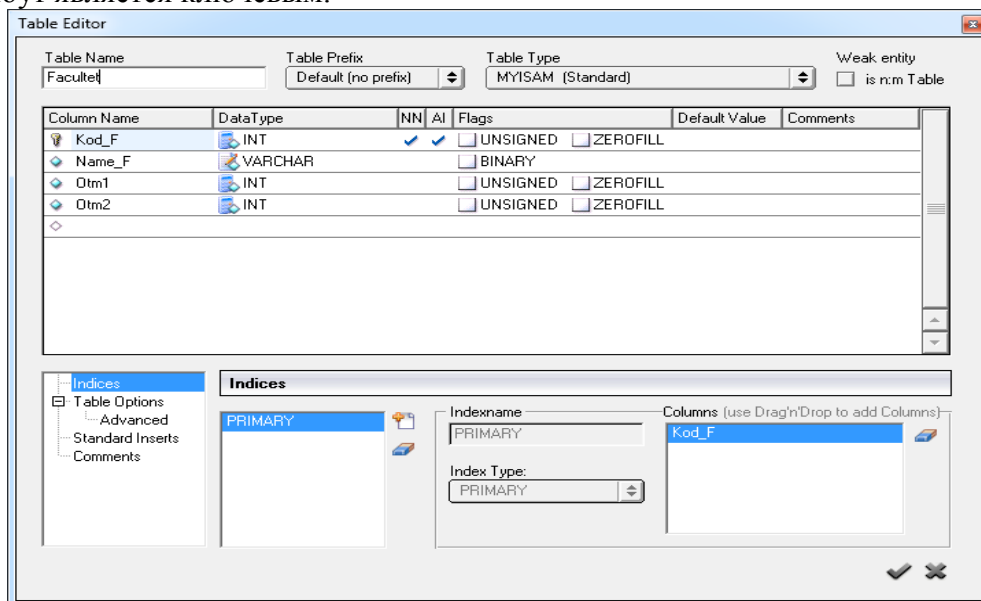 бут является ключевым.
Table Editor
Table Name Table Prefix Table Type Weak entity
Facultet Default (no prefix) MYISAM (Standard) is n:m Table
Column Name DataType NN AI Flags Default Value Comments
Kod_F INT UNSIGNED ZEROFILL
Name_F VARCHAR BINARY
Otm1 INT UNSIGNED ZEROFILL
Otm2 INT UNSIGNED ZEROFILL
Indices
Table Options
Advanced
Standard Inserts
Comments
Indices
PRIMARY
Indexname
PRIMARY
Index Type:
PRIMARY
Columns (use Drag'n'Drop to add Columns)
Kod_F